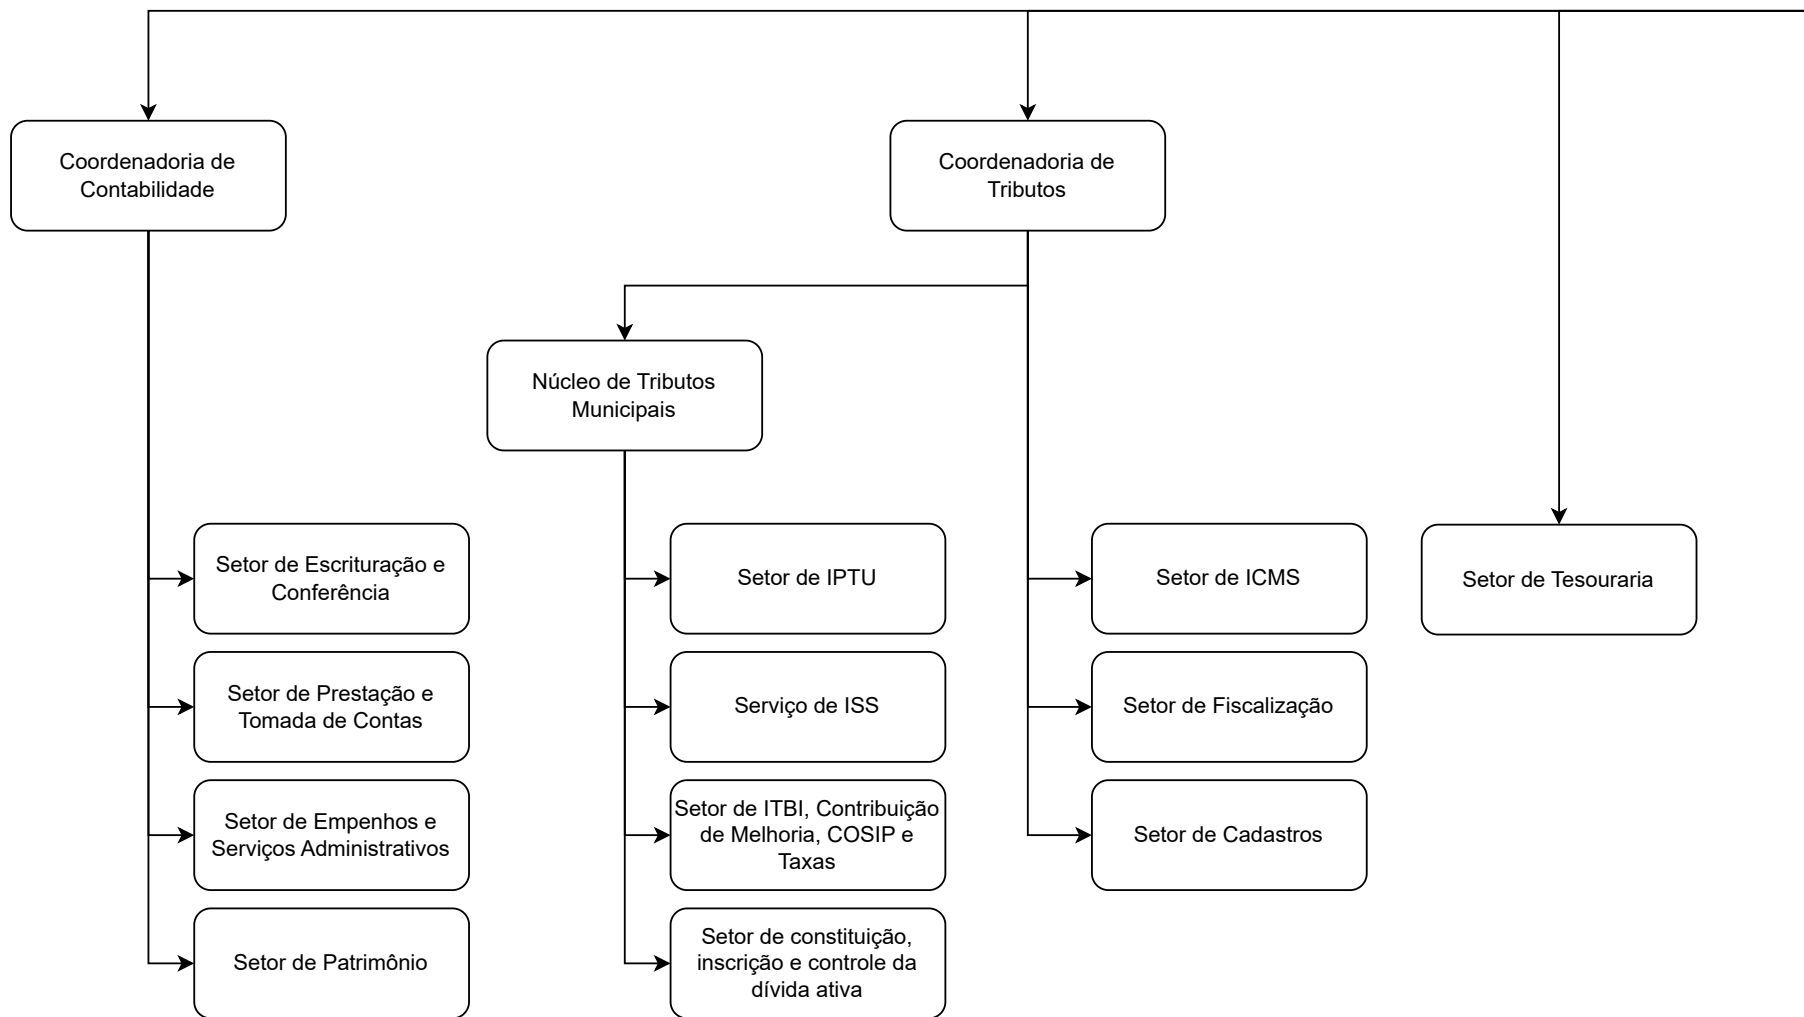 Coordenadoria de
Contabilidade
Coordenadoria de
Tributos
Núcleo de Tributos
Municipais
Setor de Escrituração e
Conferência
Setor de IPTU
Setor de ICMS
Setor de Tesouraria
Setor de Prestação e
Tomada de Contas
Serviço de ISS
Setor de Fiscalização
Setor de Empenhos e
Serviços Administrativos
Setor de ITBI, Contribuição
de Melhoria, COSIP e
Taxas
Setor de Cadastros
Setor de Patrimônio
Setor de constituição,
inscrição e controle da
dívida ativa